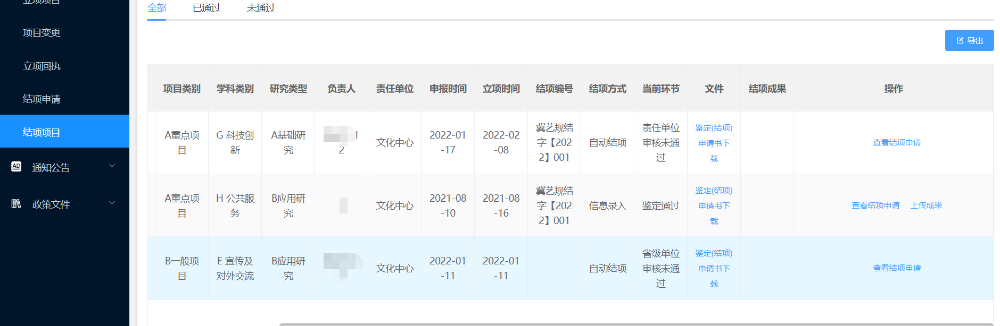 立项项目
项目变更
立项回执
结项申请
结项项目
AD 通知公告
政策文件
全部 已通过 未通过
导出
项目类别 学科类别 研究类型 负责人 责任单位 申报时间 立项时间 结项编号 结项方式 当前环节 文件 结项成果 操作
A重点项
目
G 科技创
新
A基础研
究
1
2
文化中心
2022-01
-17
2022-02
-08
冀艺规结
字【202
2】001
自动结项
责任单位
审核未通
过
鉴定(结项)
申请书下
载
查看结项申请
A重点项
目
H 公共服
务
B应用研
究
文化中心
2021-08
-10
2021-08
-16
冀艺规结
字【202
2】001
信息录入
鉴定通过
鉴定(结项)
申请书下
载
查看结项申请 上传成果
B一般项
目
E 宣传及
对外交流
B应用研
究
文化中心
2022-01
-11
2022-01
-11
自动结项
省级单位
审核未通
过
鉴定(结项)
申请书下
载
查看结项申请